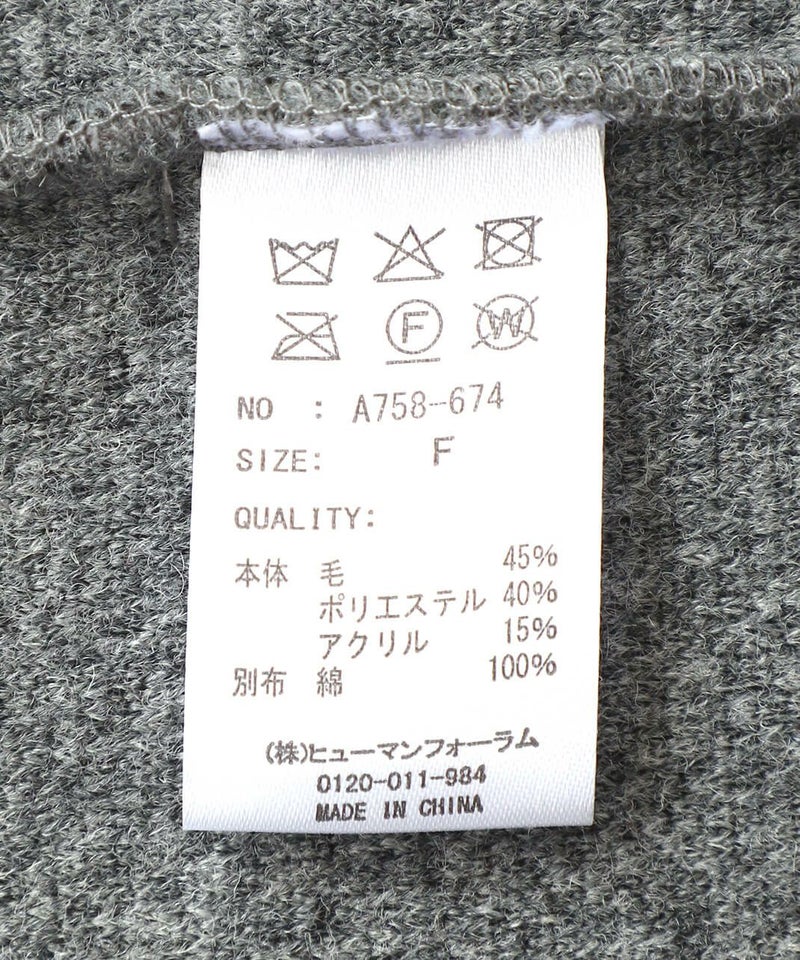 F W
NO : A758-674
SIZE: F
QUALITY:
本体 毛 45%
ポリエステル 40%
アクリル 15%
別布 綿 100%
(株)ヒューマンフォーラム
0120-011-984
MADE IN CHINA